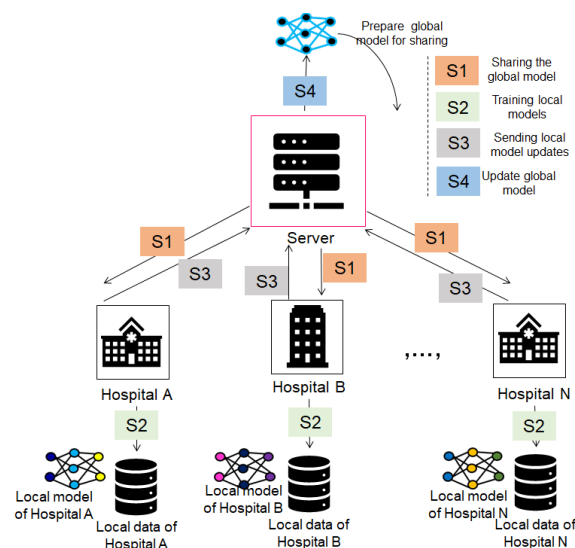 Prepare global
model for sharing
S1
Sharing the
global model
S2
Training local
models
S3
Sending local
model updates
S4
Update global
model
S4
Server
S1
S3
S3
S1
S1
S3
Hospital A
Hospital B
,...,
Hospital N
S2
S2
S2
Local model
of Hospital A
Local data of
Hospital A
Local model
of Hospital B
Local data of
Hospital B
Local model
of Hospital N
Local data of
Hospital N